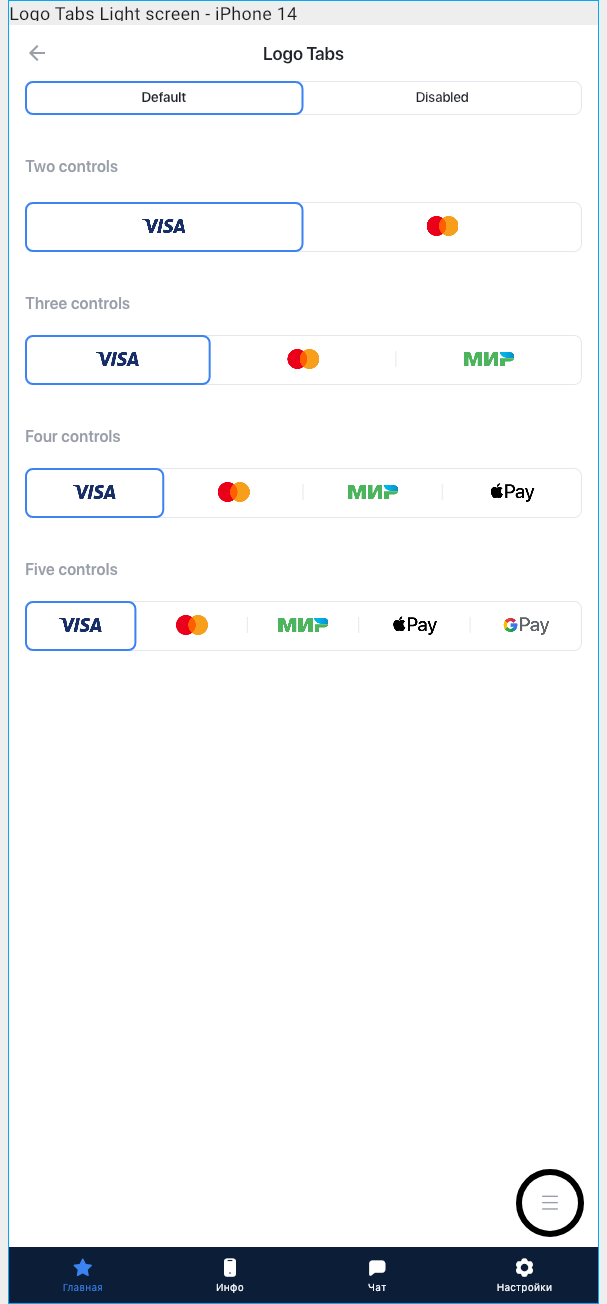 Logo Tabs Light screen - iPhone 14
Logo Tabs
Default Disabled
Two controls
VISA
Three controls
VISA МИР
Four controls
VISA МИР Pay
Five controls
VISA МИР Pay G Pay
Главная Инфо Чат Настройки